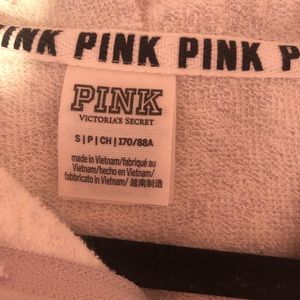 PINK PINK PINK PINK
PINK
VICTORIA'S SECRET
S | P | CH | 170/88A
made in Vietnam/fabriqué au
Vietnam/hecho en Vietnam/
fabbricato in Vietnam/ 越南制造